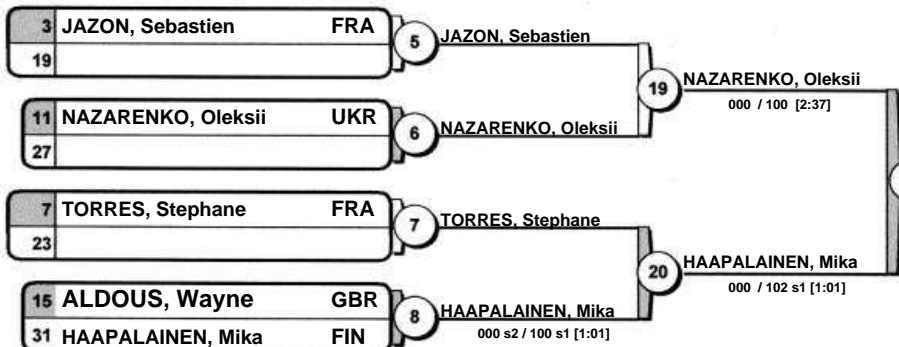 3 JAZON, Sebastien FRA
19
5
JAZON, Sebastien
11 NAZARENKO, Oleksii UKR
27
6
NAZARENKO, Oleksii
19
NAZARENKO, Oleksii
000 / 100 [2:37]
7 TORRES, Stephane FRA
23
7
TORRES, Stephane
15 ALDOUS, Wayne GBR
31 HAAPALAINEN, Mika FIN
8
HAAPALAINEN, Mika
000 s2 / 100 s1 [1:01]
20
HAAPALAINEN, Mika
000 / 102 s1 [1:01]